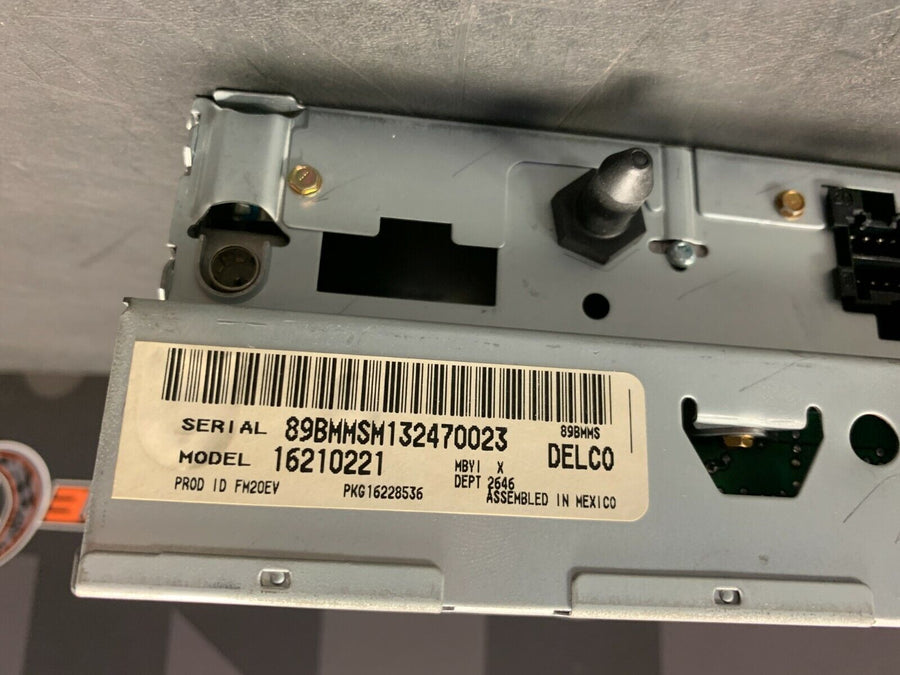 SERIAL 89BMMSM132470023 89BMMS
MODEL 16210221 MBYI X DELCO
PROD ID FM20EV PKG16228536 DEPT 2646
ASSEMBLED IN MEXICO